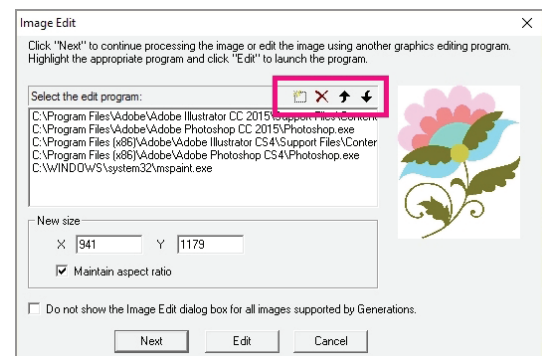 Image Edit
Click "Next" to continue processing the image or edit the image using another graphics editing program.
Highlight the appropriate program and click "Edit" to launch the program.
Select the edit program:
C:\Program Files\Adobe\Adobe Illustrator CC 2015\Support Files\Conten
C:\Program Files\Adobe\Adobe Photoshop CC 2015\Photoshop.exe
C:\Program Files (x86)\Adobe\Adobe Illustrator CS4\Support Files\Conter
C:\Program Files (x86)\Adobe\Adobe Photoshop CS4\Photoshop.exe
C:\WINDOWS\system32\mspaint.exe
New size
X 941 Y 1179
Maintain aspect ratio
Do not show the Image Edit dialog box for all images supported by Generations.
Next Edit Cancel